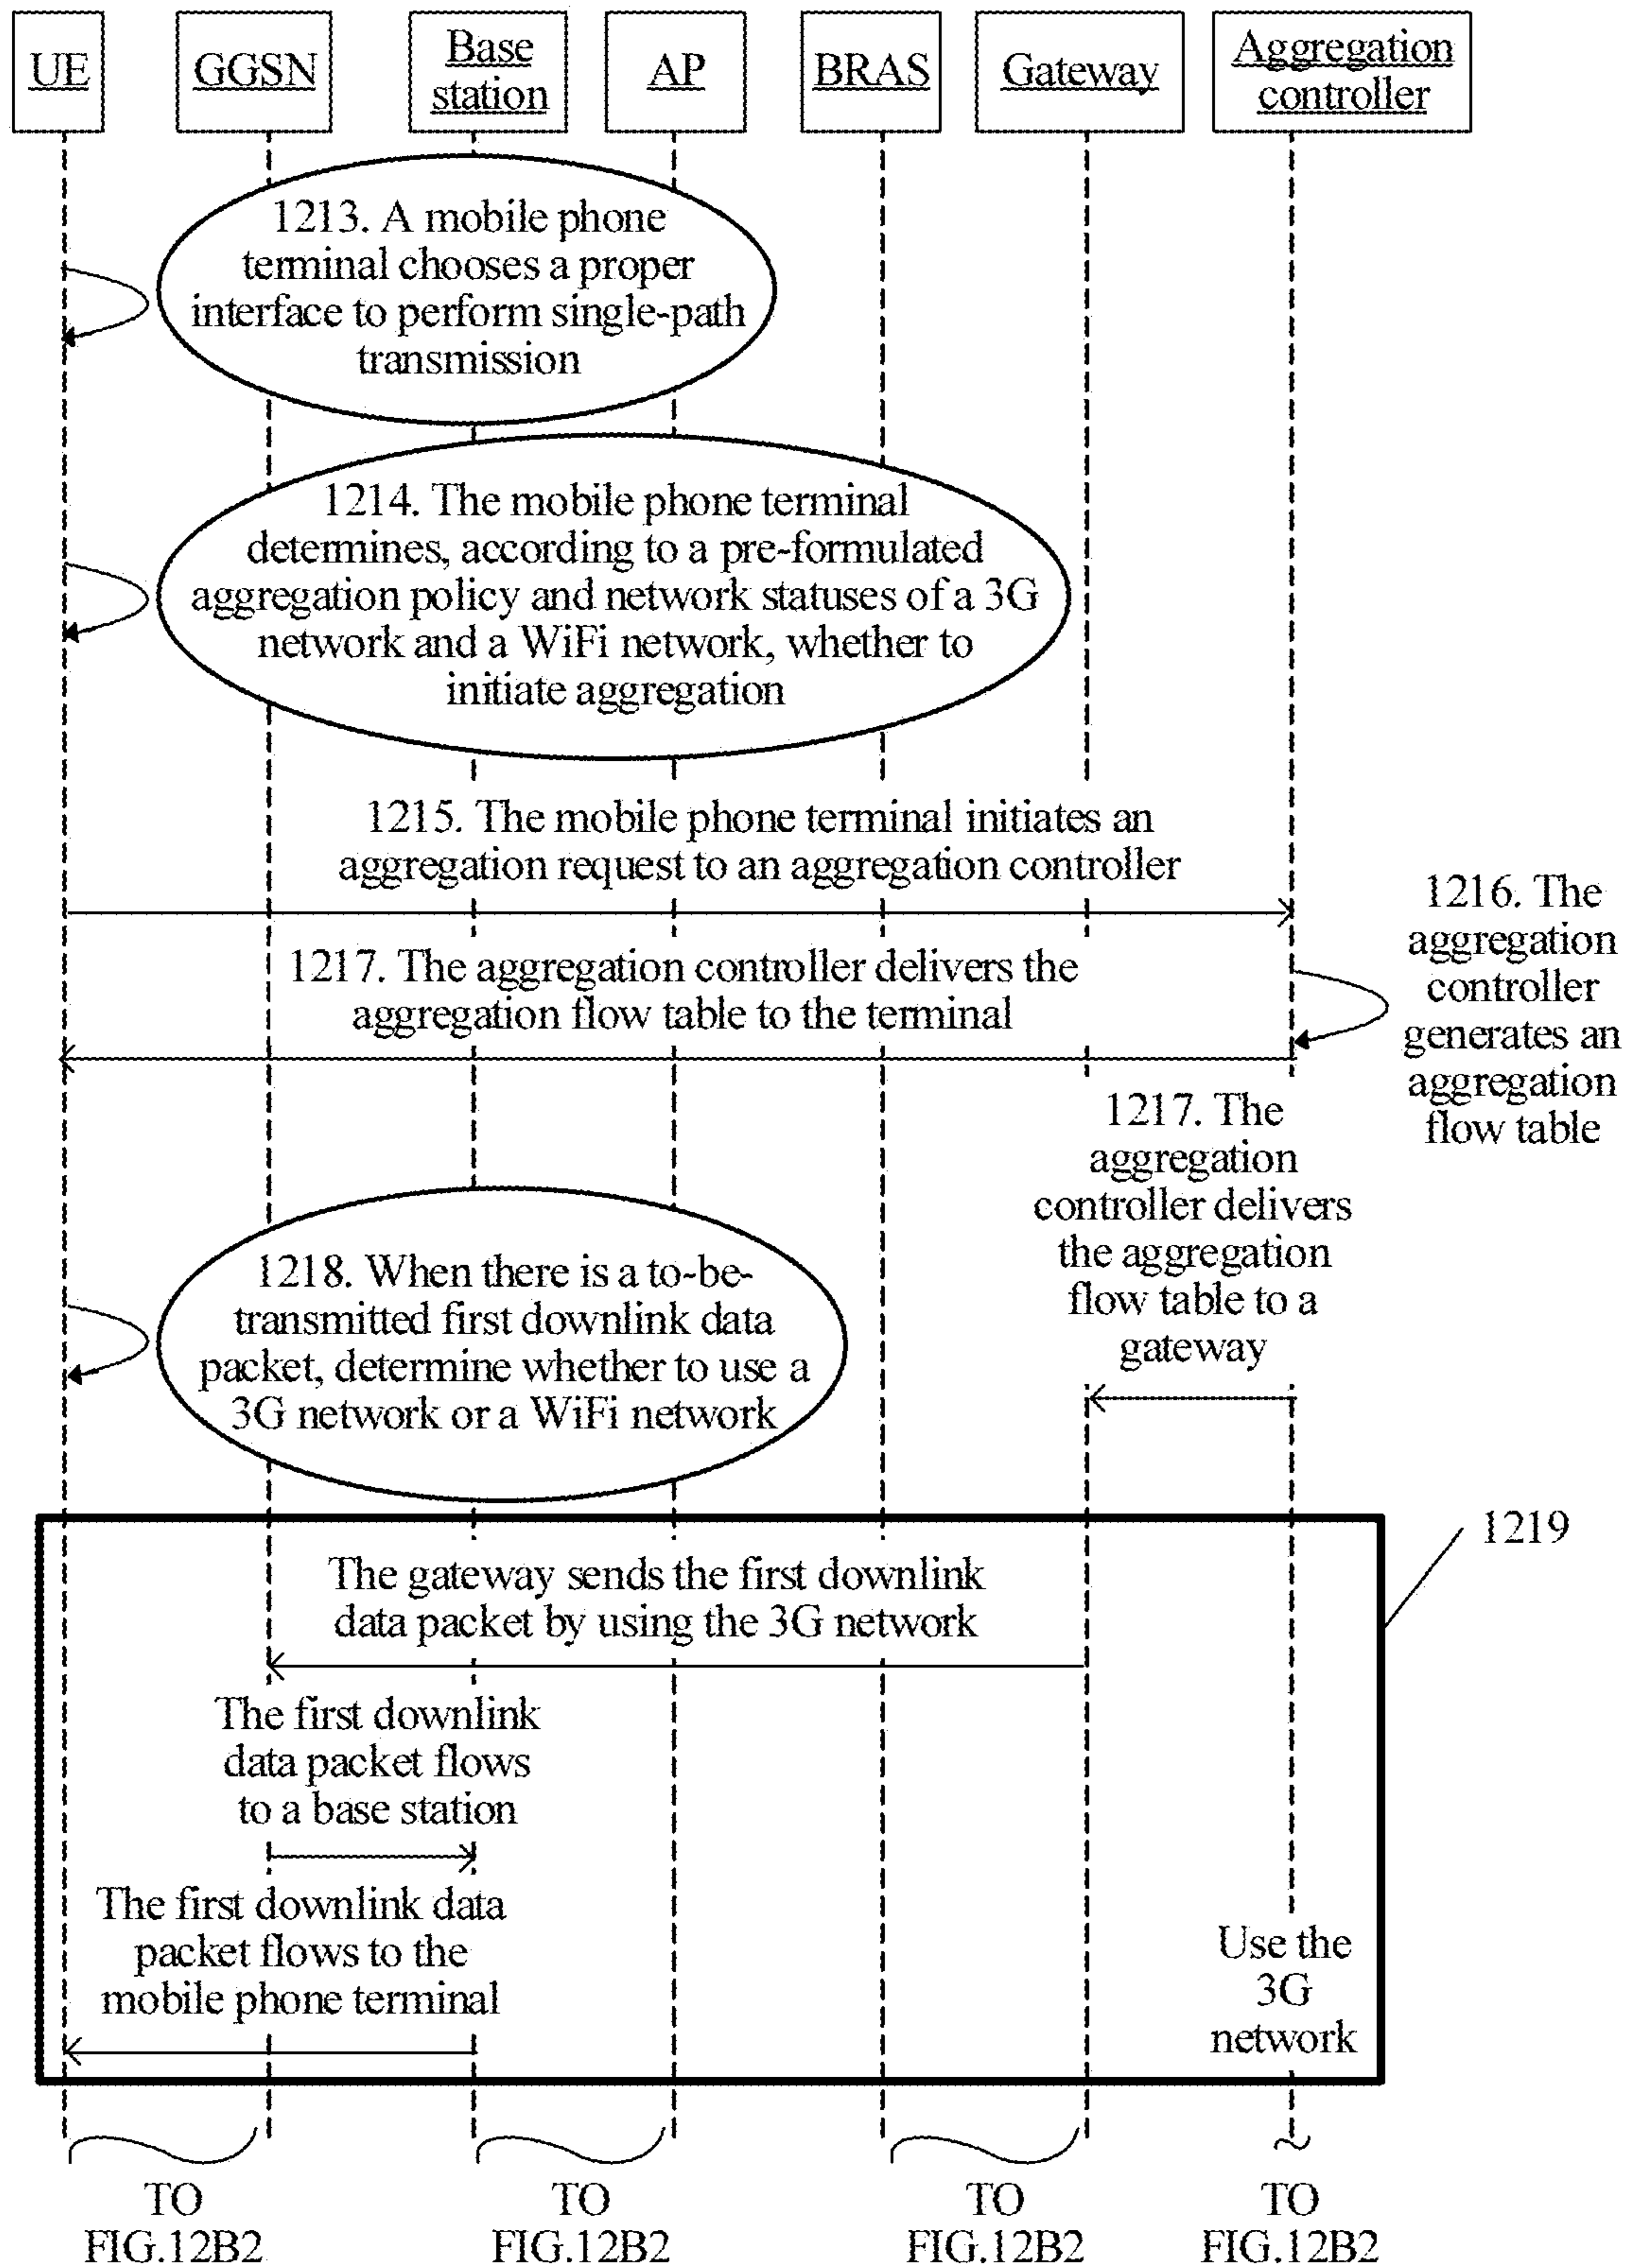 UE
GGSN
Base
station
AP
BRAS
Gateway
Aggregation
controller
1213. A mobile phone
terminal chooses a proper
interface to perform single-path
transmission
1214. The mobile phone terminal
determines, according to a pre-formulated
aggregation policy and network statuses of a 3G
network and a WiFi network, whether to
initiate aggregation
1215. The mobile phone terminal initiates an
aggregation request to an aggregation controller
1216. The
aggregation
controller
generates an
aggregation
flow table
1217. The aggregation controller delivers the
aggregation flow table to the terminal
1217. The
aggregation
controller delivers
the aggregation
flow table to a
gateway
1218. When there is a to-be-
transmitted first downlink data
packet, determine whether to use a
3G network or a WiFi network
1219
The gateway sends the first downlink
data packet by using the 3G network
The first downlink
data packet flows
to a base station
The first downlink data
packet flows to the
mobile phone terminal
Use the
3G
network
TO
FIG.12B2
TO
FIG.12B2
TO
FIG.12B2
TO
FIG.12B2